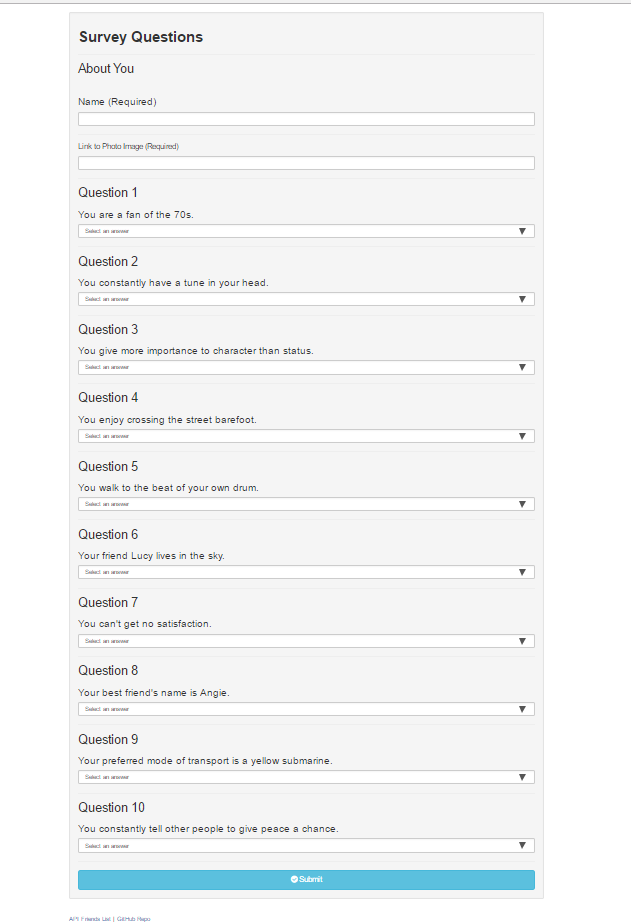 Survey Questions
About You
Name (Required)
Link to Photo Image (Required)
Question 1
You are a fan of the 70s.
Select an answer
Question 2
You constantly have a tune in your head.
Select an answer
Question 3
You give more importance to character than status.
Select an answer
Question 4
You enjoy crossing the street barefoot.
Select an answer
Question 5
You walk to the beat of your own drum.
Select an answer
Question 6
Your friend Lucy lives in the sky.
Select an answer
Question 7
You can't get no satisfaction.
Select an answer
Question 8
Your best friend's name is Angie.
Select an answer
Question 9
Your preferred mode of transport is a yellow submarine.
Select an answer
Question 10
You constantly tell other people to give peace a chance.
Select an answer
Submit
API Friends List | GitHub Repo